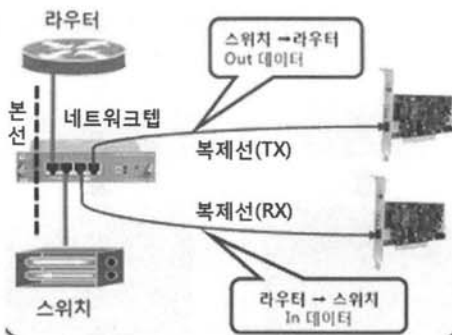 라우터
스위치 →라우터
Out 데이터
본선
네트워크텝
복제선(TX)
복제선(RX)
스위치
라우터 → 스위치
In 데이터